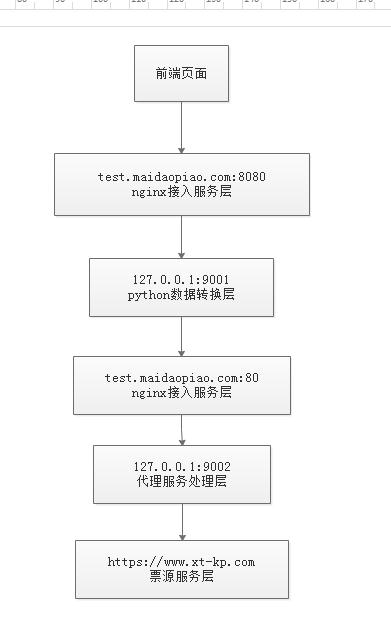 前端页面
test.maidaopiao.com:8080
nginx接入服务层
127.0.0.1:9001
python数据转换层
test.maidaopiao.com:80
nginx接入服务层
127.0.0.1:9002
代理服务处理层
https://www.xt-kp.com
票源服务层